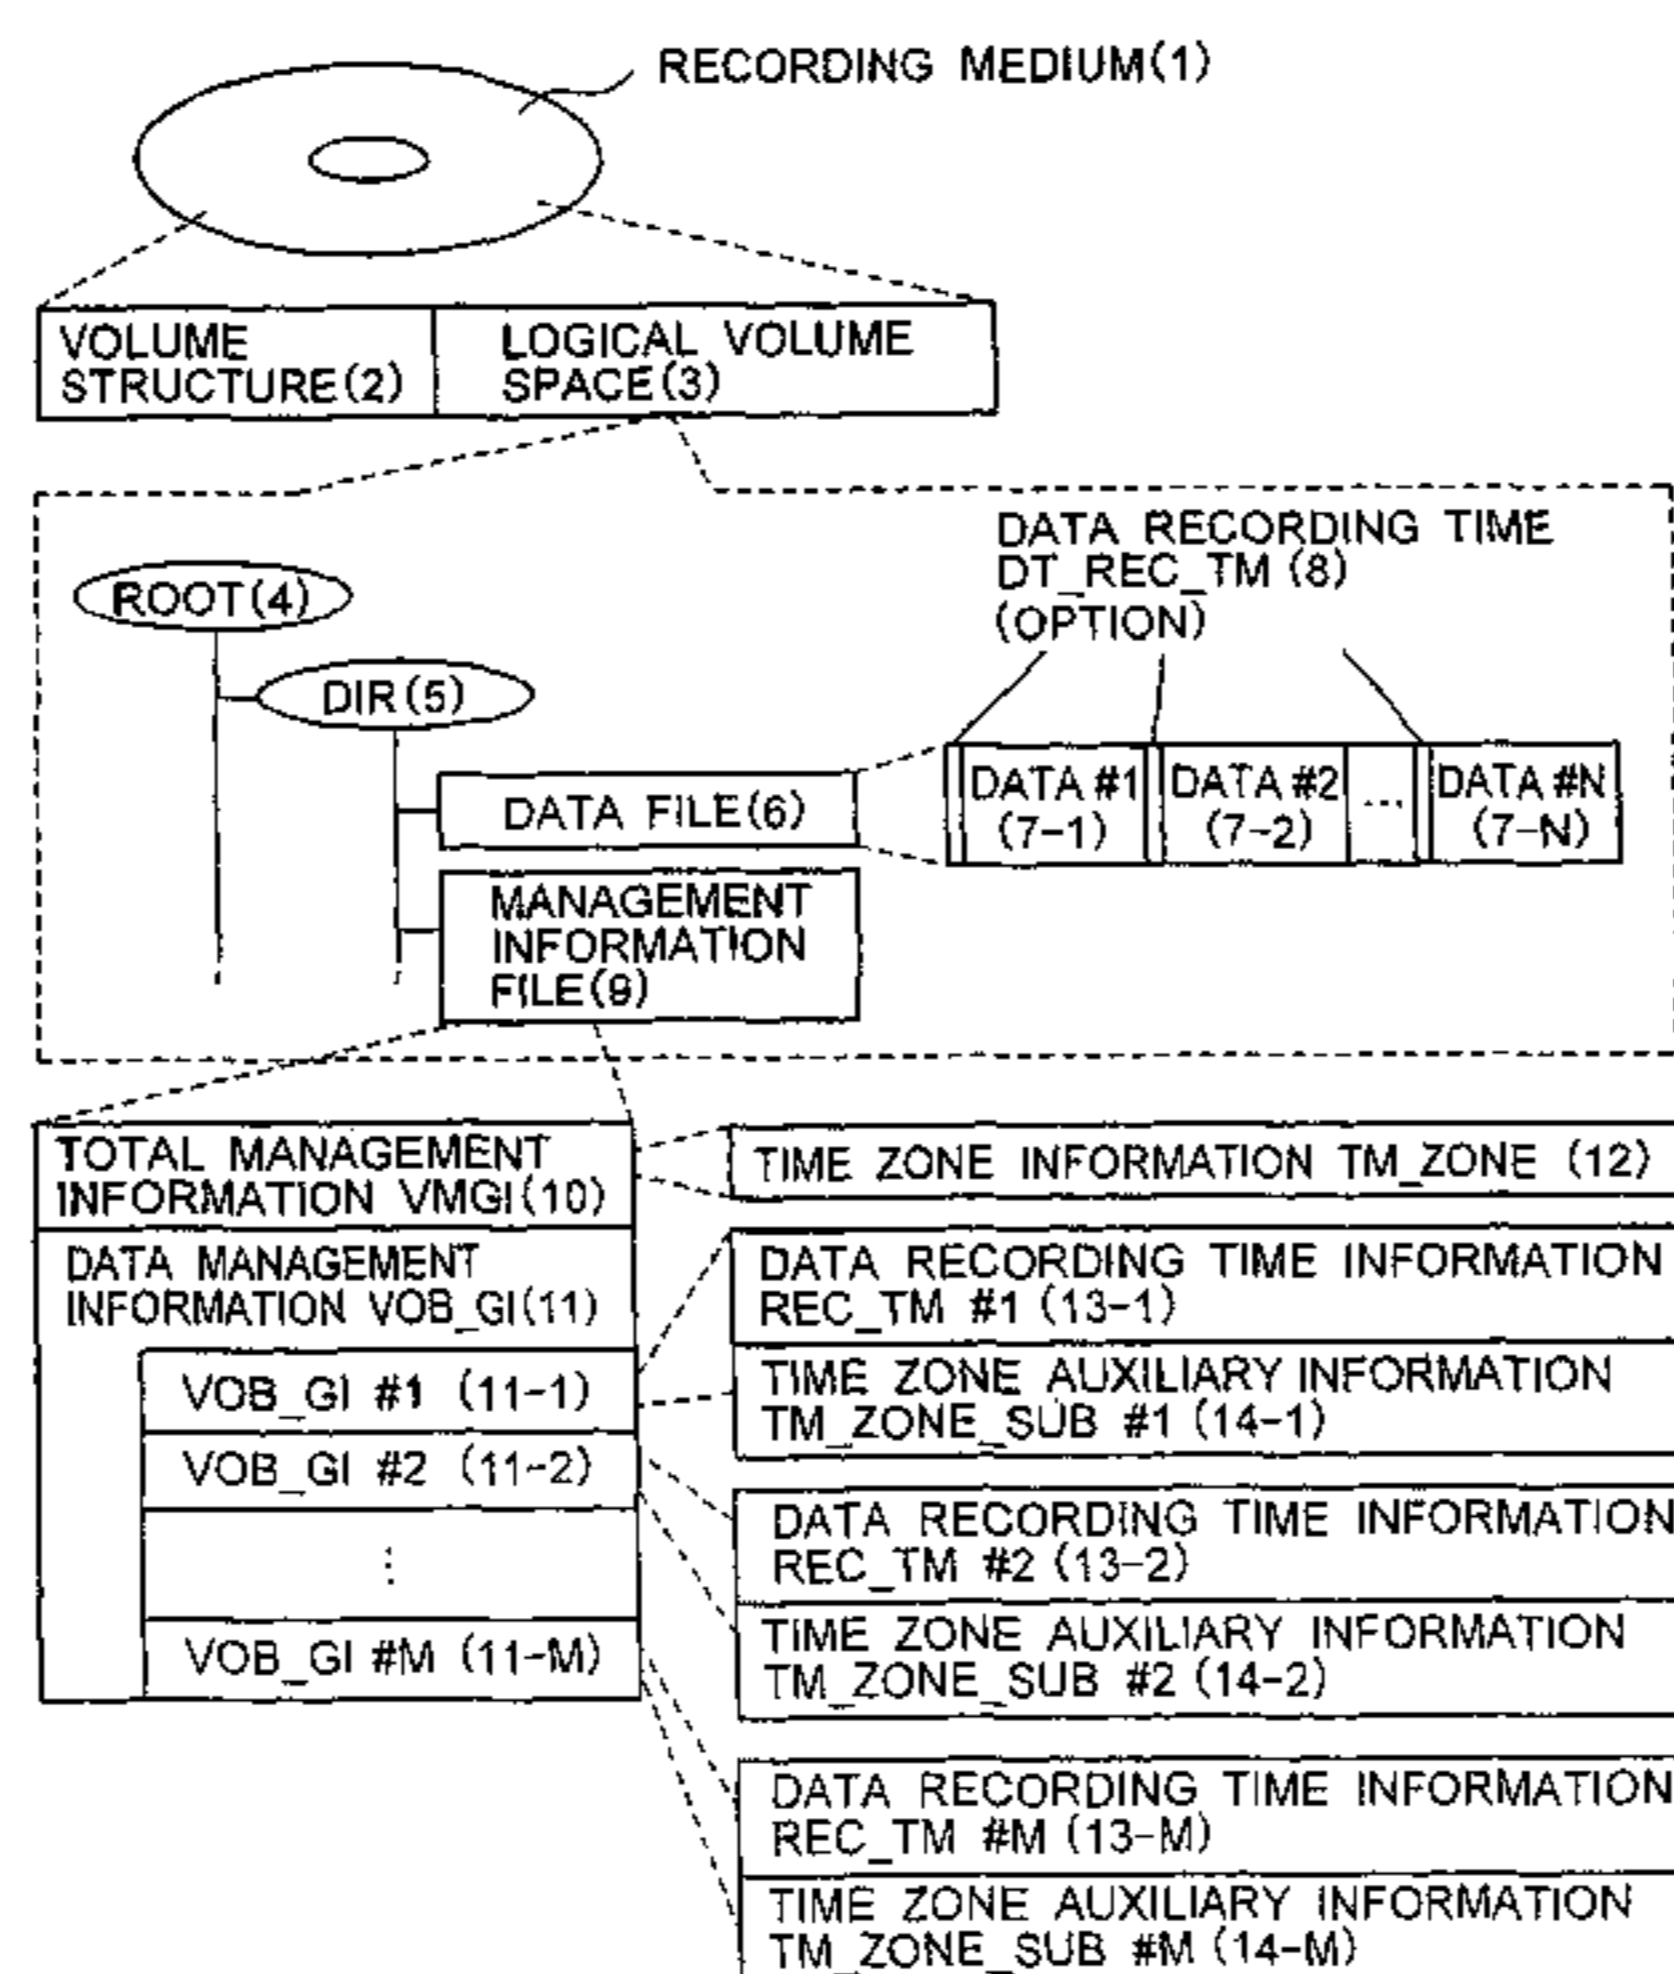 RECORDING MEDIUM(1)
VOLUME
STRUCTURE(2)
LOGICAL VOLUME
SPACE(3)
DATA RECORDING TIME
DT_REC_TM (8)
(OPTION)
ROOT(4)
DIR(5)
DATA FILE(6)
DATA #1
(7-1)
DATA #2
(7-2)
...
DATA #N
(7-N)
MANAGEMENT
INFORMATION
FILE(9)
TOTAL MANAGEMENT
INFORMATION VMGI(10)
TIME ZONE INFORMATION TM_ZONE (12)
DATA MANAGEMENT
INFORMATION VOB_GI(11)
DATA RECORDING TIME INFORMATION
REC_TM #1 (13-1)
VOB_GI #1 (11-1)
TIME ZONE AUXILIARY INFORMATION
TM_ZONE_SUB #1 (14-1)
VOB_GI #2 (11-2)
DATA RECORDING TIME INFORMATION
REC_TM #2 (13-2)
⋮
TIME ZONE AUXILIARY INFORMATION
TM_ZONE_SUB #2 (14-2)
VOB_GI #M (11-M)
DATA RECORDING TIME INFORMATION
REC_TM #M (13-M)
TIME ZONE AUXILIARY INFORMATION
TM_ZONE_SUB #M (14-M)